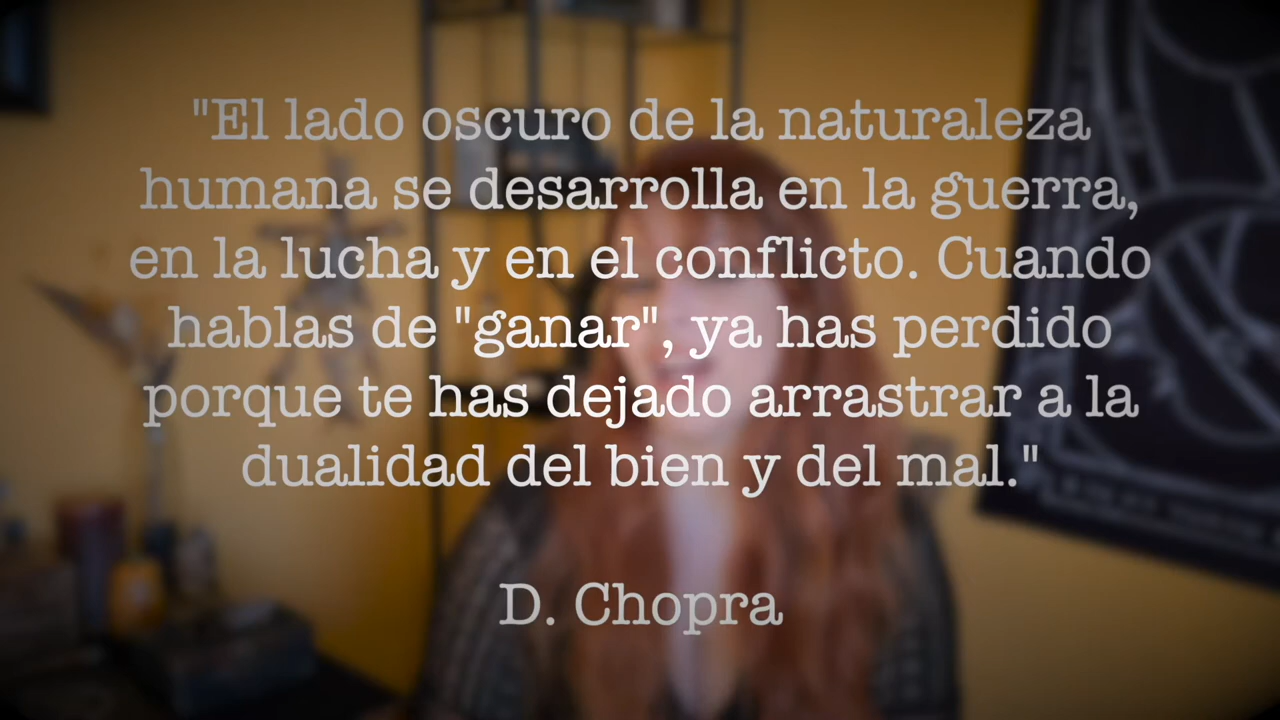 "El lado oscuro de la naturaleza
humana se desarrolla en la guerra,
en la lucha y en el conflicto. Cuando
hablas de "ganar", ya has perdido
porque te has dejado arrastrar a la
dualidad del bien y del mal."
D. Chopra